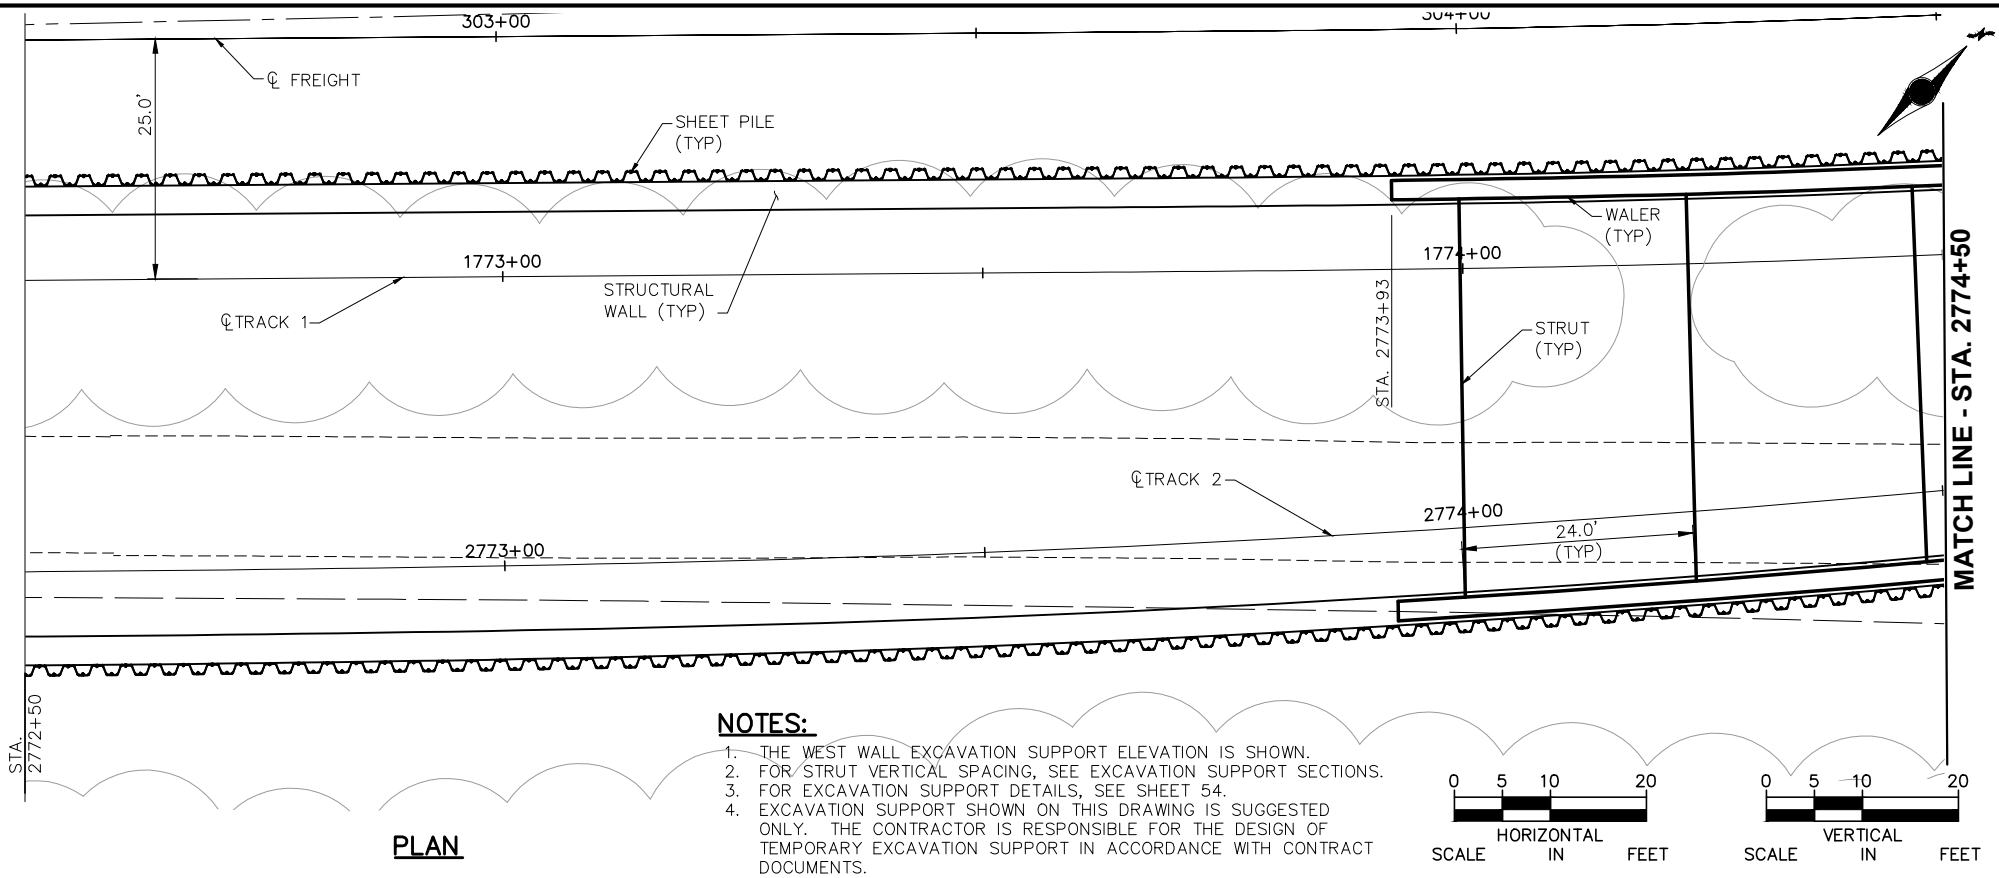 303+00
304+00
℄ FREIGHT
25.0'
SHEET PILE
(TYP)
WALER
(TYP)
1773+00
1774+00
STRUCTURAL
WALL (TYP)
℄ TRACK 1
STA. 2773+93
STRUT
(TYP)
MATCH LINE - STA. 2774+50
℄ TRACK 2
2774+00
24.0'
(TYP)
2773+00
STA.
2772+50
NOTES:
1. THE WEST WALL EXCAVATION SUPPORT ELEVATION IS SHOWN.
2. FOR STRUT VERTICAL SPACING, SEE EXCAVATION SUPPORT SECTIONS.
3. FOR EXCAVATION SUPPORT DETAILS, SEE SHEET 54.
4. EXCAVATION SUPPORT SHOWN ON THIS DRAWING IS SUGGESTED
ONLY. THE CONTRACTOR IS RESPONSIBLE FOR THE DESIGN OF
TEMPORARY EXCAVATION SUPPORT IN ACCORDANCE WITH CONTRACT
DOCUMENTS.
PLAN
0 5 10 20
HORIZONTAL
SCALE IN FEET
0 5 10 20
VERTICAL
SCALE IN FEET